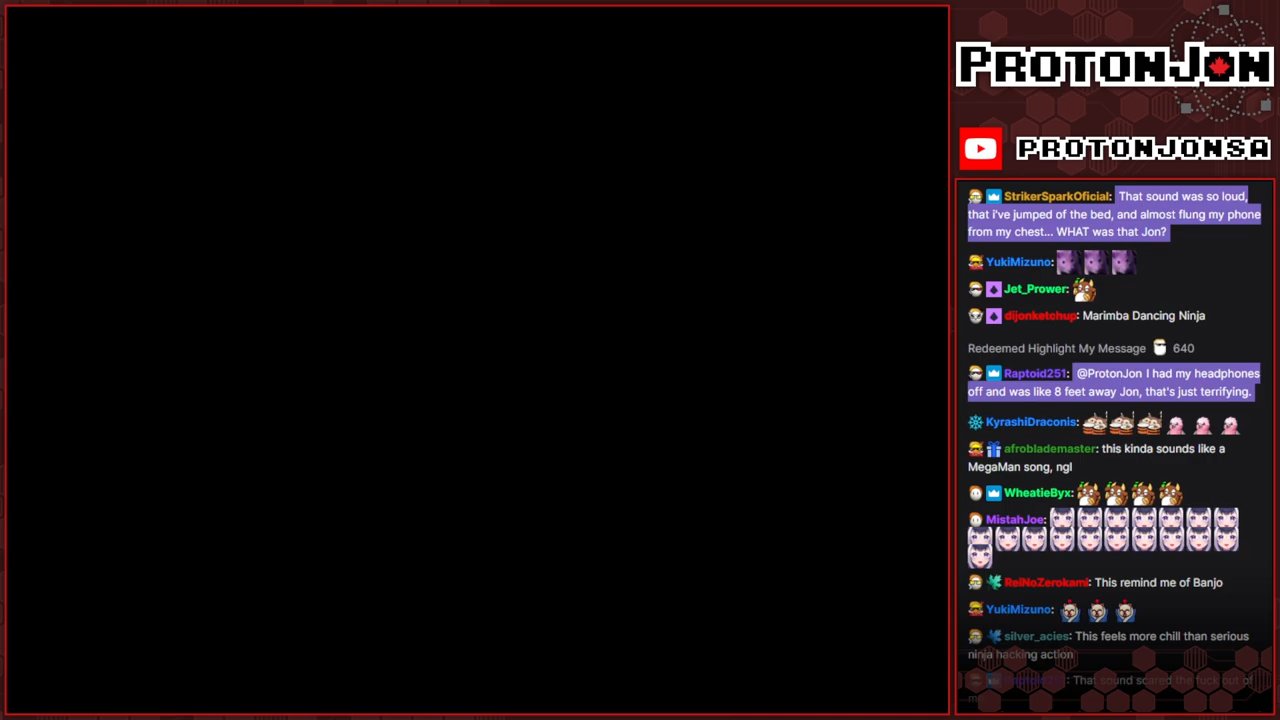 PROTONJON
PROTONJONSA
StrikerSparkOficial: That sound was so loud,
that i've jumped of the bed, and almost flung my phone
from my chest... WHAT was that Jon?
YukiMizuno:
Jet_Prower:
dijonketchup: Marimba Dancing Ninja
Redeemed Highlight My Message 640
Raptoid251: @ProtonJon I had my headphones
off and was like 8 feet away Jon, that's just terrifying.
KyrashiDraconis:
afroblademaster: this kinda sounds like a
MegaMan song, ngl
WheatieByx:
MistahJoe:
ReiNoZerokami: This remind me of Banjo
YukiMizuno:
silver_acies: This feels more chill than serious
ninja hacking action
That sound scared the fuck out of